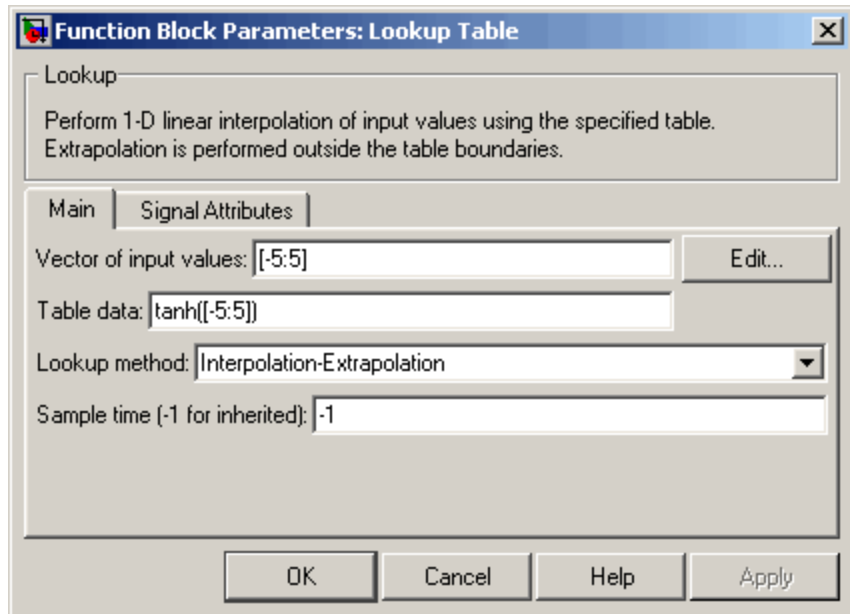 Function Block Parameters: Lookup Table
Lookup
Perform 1-D linear interpolation of input values using the specified table.
Extrapolation is performed outside the table boundaries.
Main Signal Attributes
Vector of input values: [-5:5] Edit...
Table data: tanh([-5:5])
Lookup method: Interpolation-Extrapolation
Sample time (-1 for inherited): -1
OK Cancel Help Apply